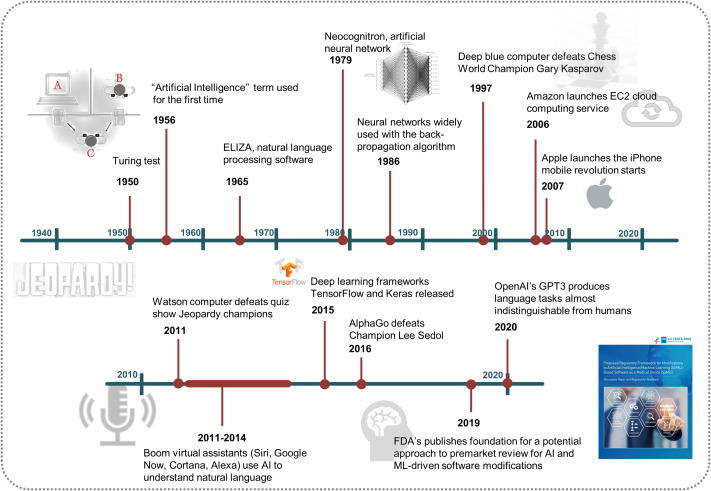 Neocognitron, artificial
neural network
1979
Deep blue computer defeats Chess
World Champion Gary Kasparov
1997
A
B
C
“Artificial Intelligence” term used
for the first time
1956
Amazon launches EC2 cloud
computing service
2006
Neural networks widely
used with the back-
propagation algorithm
1986
Turing test
1950
ELIZA, natural language
processing software
1965
Apple launches the iPhone
mobile revolution starts
2007
1940
1950
1960
1970
1980
1990
2000
2010
2020
JEOPARDY!
TensorFlow
Watson computer defeats quiz
show Jeopardy champions
2011
Deep learning frameworks
TensorFlow and Keras released
2015
AlphaGo defeats
Champion Lee Sedol
2016
OpenAI’s GPT3 produces
language tasks almost
indistinguishable from humans
2020
2010
2020
2011-2014
Boom virtual assistants (Siri, Google
Now, Cortana, Alexa) use AI to
understand natural language
2019
FDA’s publishes foundation for a potential
approach to premarket review for AI and
ML-driven software modifications
Proposed Regulatory Framework for Modifications
to Artificial Intelligence/Machine Learning (AI/ML)-
Based Software as a Medical Device (SaMD)